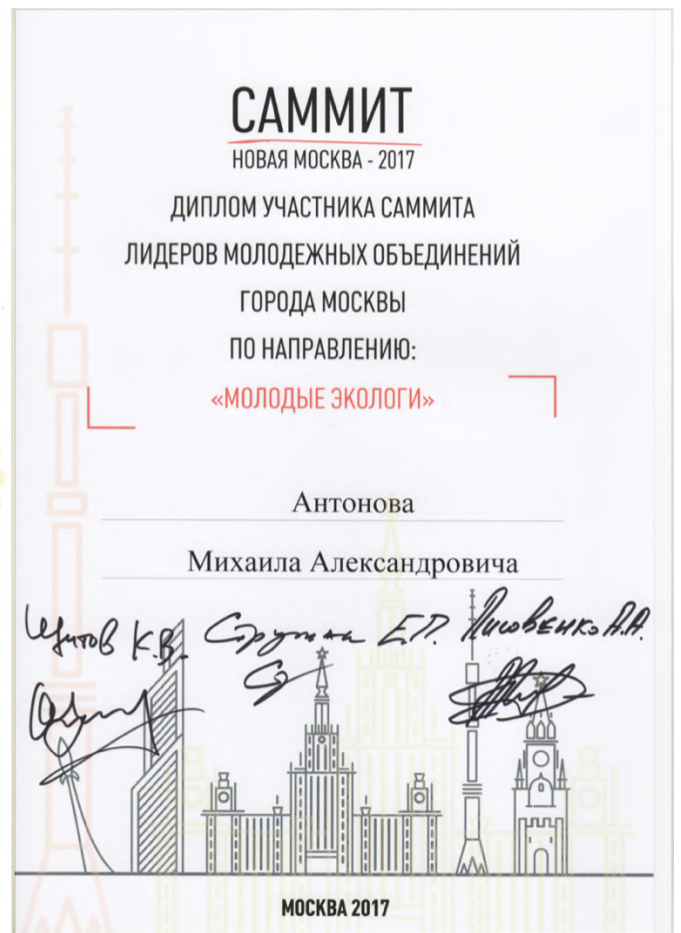 САММИТ
НОВАЯ МОСКВА - 2017
ДИПЛОМ УЧАСТНИКА САММИТА
ЛИДЕРОВ МОЛОДЕЖНЫХ ОБЪЕДИНЕНИЙ
ГОРОДА МОСКВЫ
ПО НАПРАВЛЕНИЮ:
«МОЛОДЫЕ ЭКОЛОГИ»
Антонова
Михаила Александровича
К.В. Е.П. А.А.
МОСКВА 2017